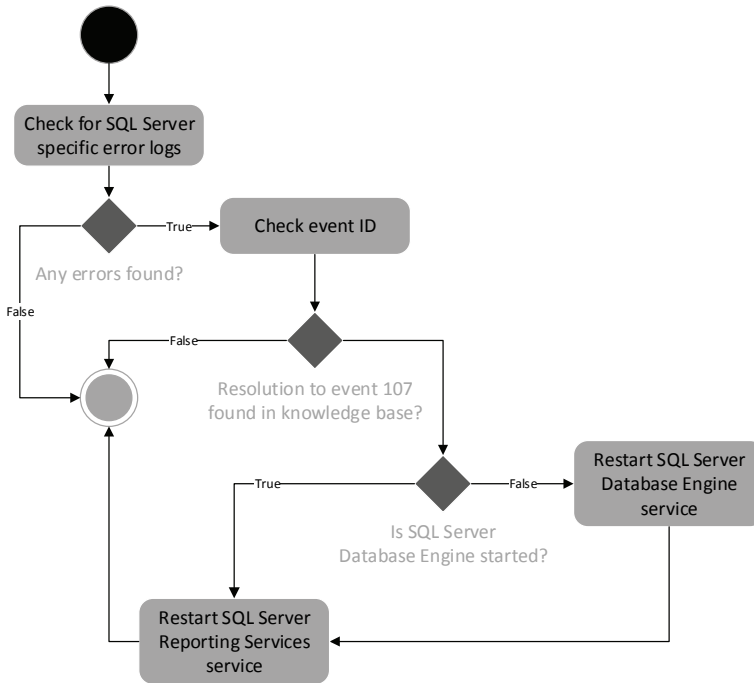 Check for SQL Server
specific error logs
True
Check event ID
Any errors found?
False
False
Resolution to event 107
found in knowledge base?
Restart SQL Server
Database Engine
service
True
False
Is SQL Server
Database Engine started?
Restart SQL Server
Reporting Services
service